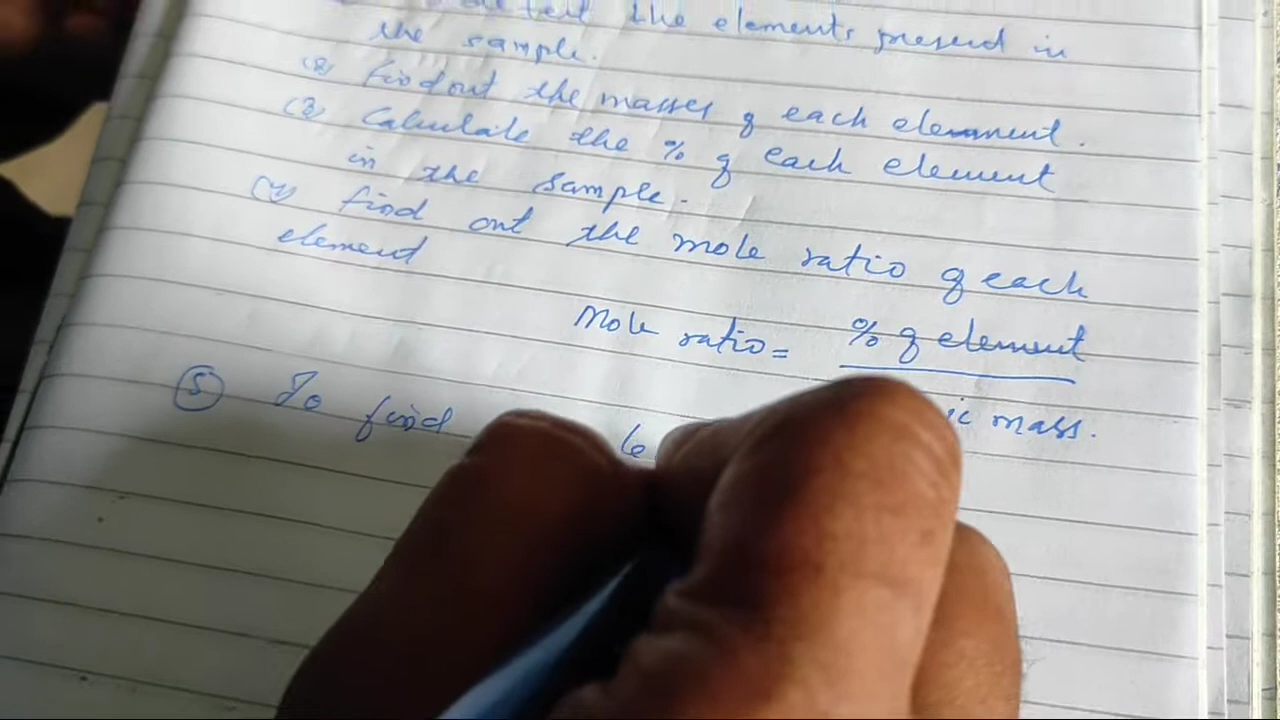 the elements present in
the sample.
(2) find out the masses of each element.
(3) Calculate the % of each element
in the sample.
(4) find out the mole ratio of each
element
Mole ratio = % of element
ic mass.
(5) To find